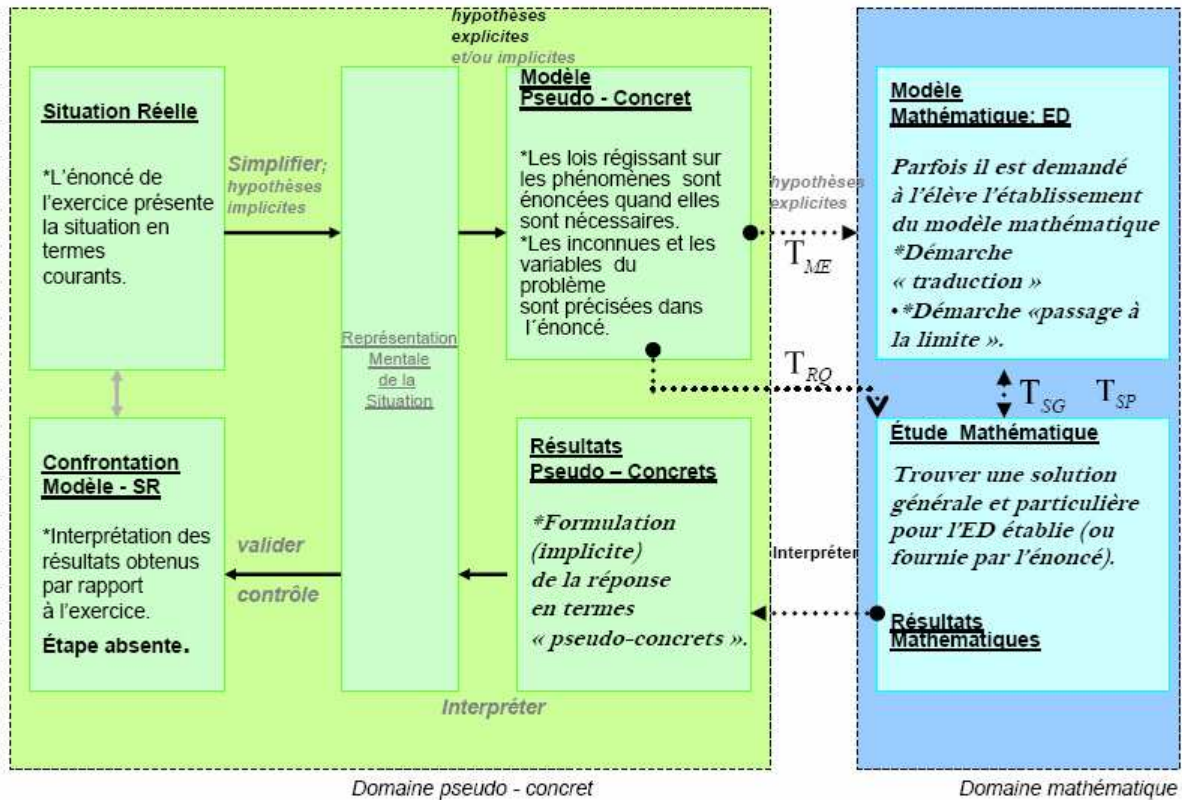 hypothèses
explicites
et/ou implicites
Situation Réelle
*L'énoncé de
l'exercice présente
la situation en
termes
courants.
Simplifier;
hypothèses
implicites
Représentation
Mentale
de la
Situation
Modèle
Pseudo - Concret
*Les lois régissant sur
les phénomènes sont
énoncées quand elles
sont nécessaires.
*Les inconnues et les
variables du
problème
sont précisées dans
l´énoncé.
hypothèses
explicites
T_ME
T_RQ
Modèle
Mathématique: ED
Parfois il est demandé
à l'élève l'établissement
du modèle mathématique
*Démarche
« traduction »
•*Démarche «passage à
la limite ».
T_SG T_SP
Étude Mathématique
Trouver une solution
générale et particulière
pour l'ED établie (ou
fournie par l'énoncé).
Résultats
Mathématiques
Interpréter
Résultats
Pseudo – Concrets
*Formulation
(implicite)
de la réponse
en termes
« pseudo-concrets ».
Interpréter
valider
contrôle
Confrontation
Modèle - SR
*Interprétation des
résultats obtenus
par rapport
à l'exercice.
Étape absente.
Domaine pseudo - concret
Domaine mathématique